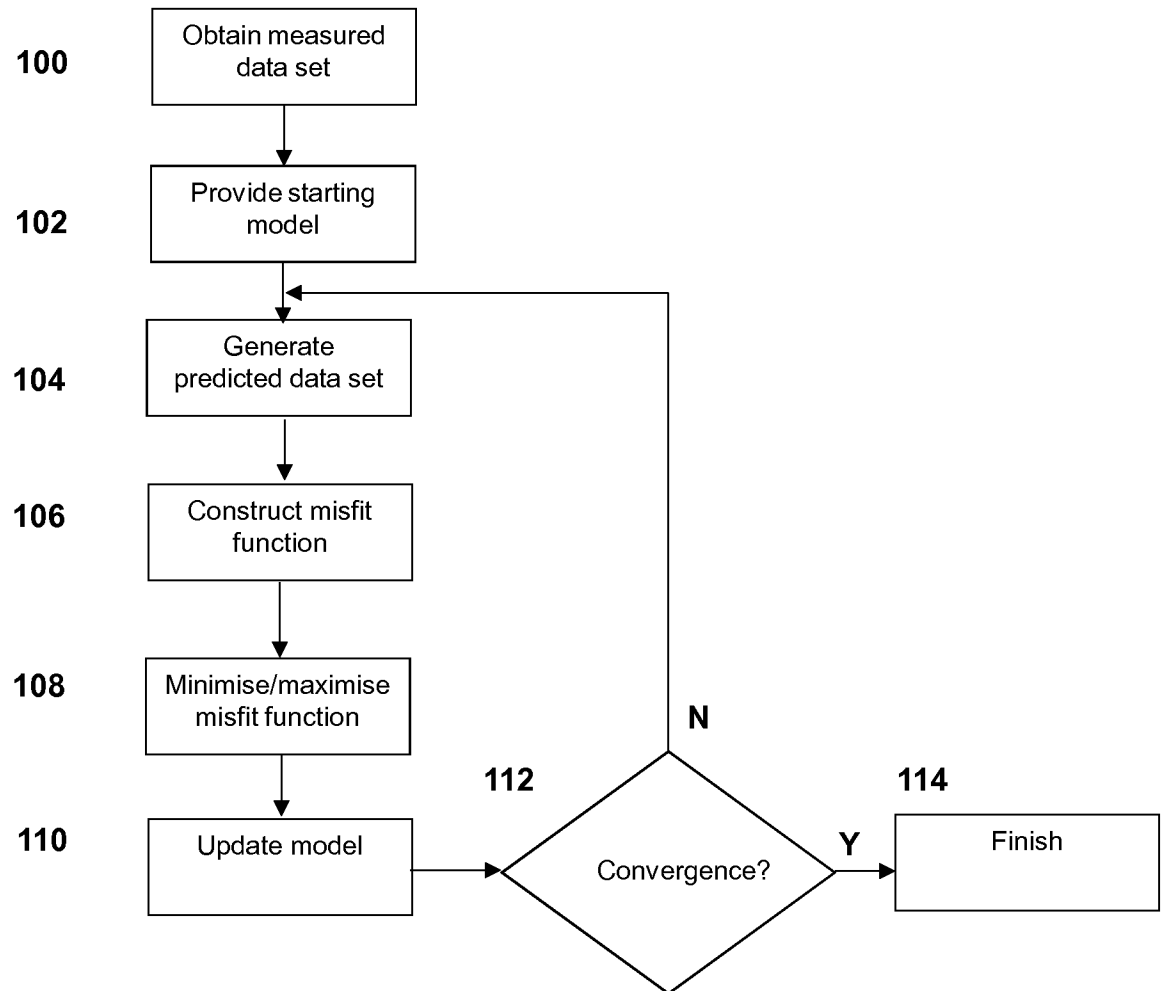 100
Obtain measured
data set
102
Provide starting
model
104
Generate
predicted data set
106
Construct misfit
function
108
Minimise/maximise
misfit function
N
110
Update model
112
Convergence?
Y
114
Finish